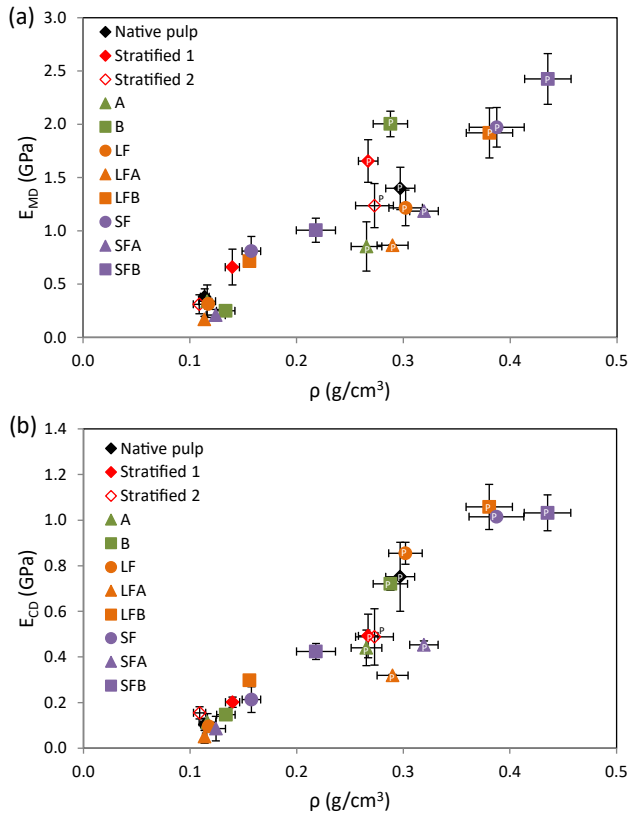 (a)
3.0
2.5
2.0
1.5
1.0
0.5
0.0
E_MD (GPa)
Native pulp
Stratified 1
Stratified 2
A
B
LF
LFA
LFB
SF
SFA
SFB
P P P P P P P P P P P
0.0 0.1 0.2 0.3 0.4 0.5
ρ (g/cm³)
(b)
1.4
1.2
1.0
0.8
0.6
0.4
0.2
0.0
E_CD (GPa)
Native pulp
Stratified 1
Stratified 2
A
B
LF
LFA
LFB
SF
SFA
SFB
P P P P P P P P P P P
0.0 0.1 0.2 0.3 0.4 0.5
ρ (g/cm³)